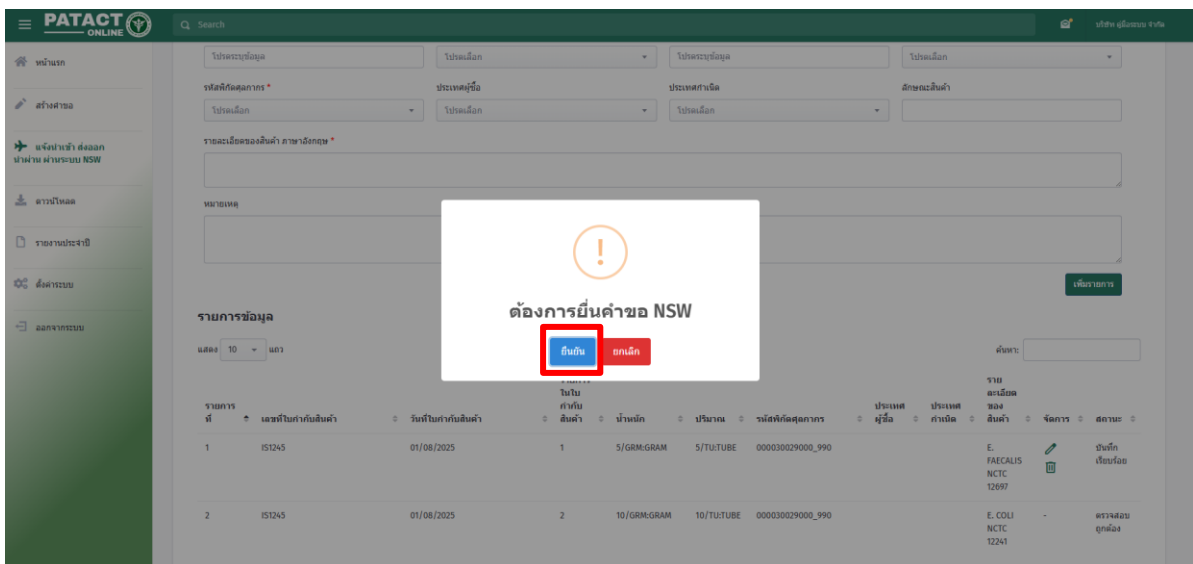 PATACT
ONLINE
Search
บริษัท ผู้ดีระบบ จำกัด
หน้าแรก
สร้างคำขอ
แจ้งนำเข้า ส่งออก
นำผ่าน ผ่านระบบ NSW
ดาวน์โหลด
รายงานประจำปี
ตั้งค่าระบบ
ออกจากระบบ
โปรดระบุข้อมูล โปรดเลือก โปรดระบุข้อมูล โปรดเลือก
รหัสพิกัดศุลกากร * ประเทศผู้ซื้อ ประเทศกำเนิด ลักษณะสินค้า
โปรดเลือก โปรดเลือก โปรดเลือก
รายละเอียดของสินค้า ภาษาอังกฤษ *
หมายเหตุ
เพิ่มรายการ
ต้องการยื่นคำขอ NSW
ยืนยัน ยกเลิก
รายการข้อมูล
แสดง 10 แถว ค้นหา:
รายการ
ที่
เลขที่ใบกำกับสินค้า
วันที่ใบกำกับสินค้า
ในใบ
กำกับ
สินค้า
น้ำหนัก
ปริมาณ
รหัสพิกัดศุลกากร
ประเทศ
ผู้ซื้อ
ประเทศ
กำเนิด
ราย
ละเอียด
ของ
สินค้า
จัดการ
สถานะ
1 IS1245 01/08/2025 1 5/GRM:GRAM 5/TU:TUBE 000030029000_990
E.
FAECALIS
NCTC
12697
บันทึก
เรียบร้อย
2 IS1245 01/08/2025 2 10/GRM:GRAM 10/TU:TUBE 000030029000_990
E. COLI
NCTC
12241
-
ตรวจสอบ
ถูกต้อง